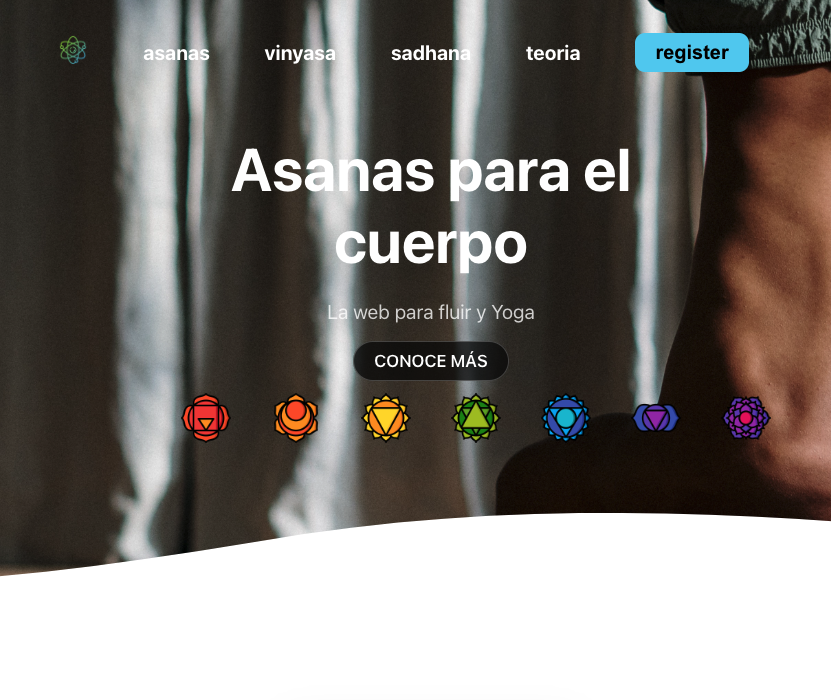 asanas vinyasa sadhana teoria register
Asanas para el
cuerpo
La web para fluir y Yoga
CONOCE MÁS